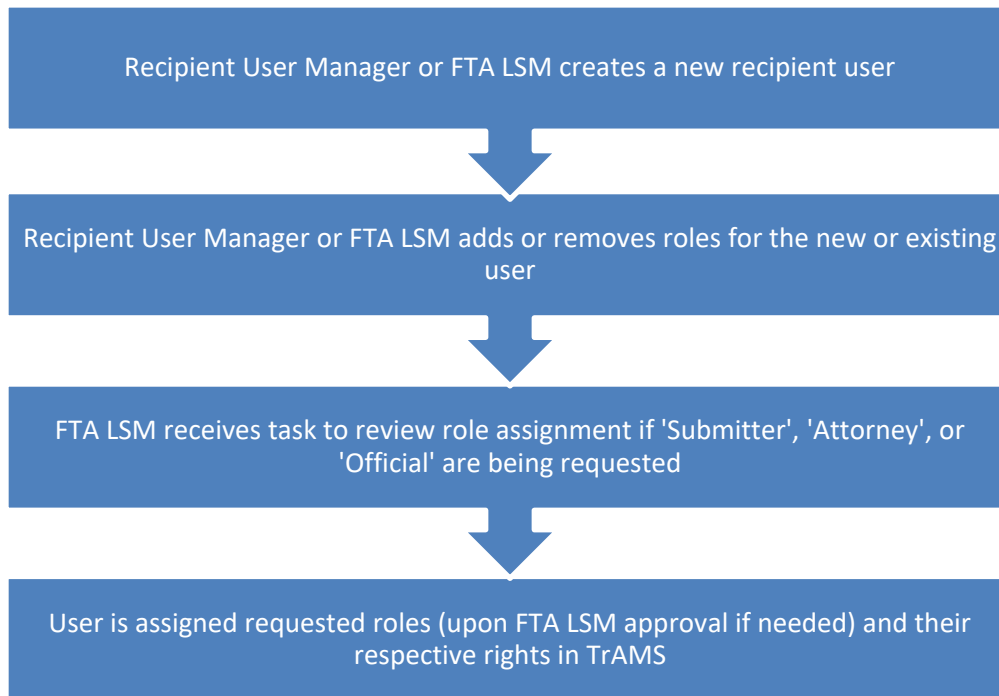 Recipient User Manager or FTA LSM creates a new recipient user
Recipient User Manager or FTA LSM adds or removes roles for the new or existing
user
FTA LSM receives task to review role assignment if 'Submitter', 'Attorney', or
'Official' are being requested
User is assigned requested roles (upon FTA LSM approval if needed) and their
respective rights in TrAMS